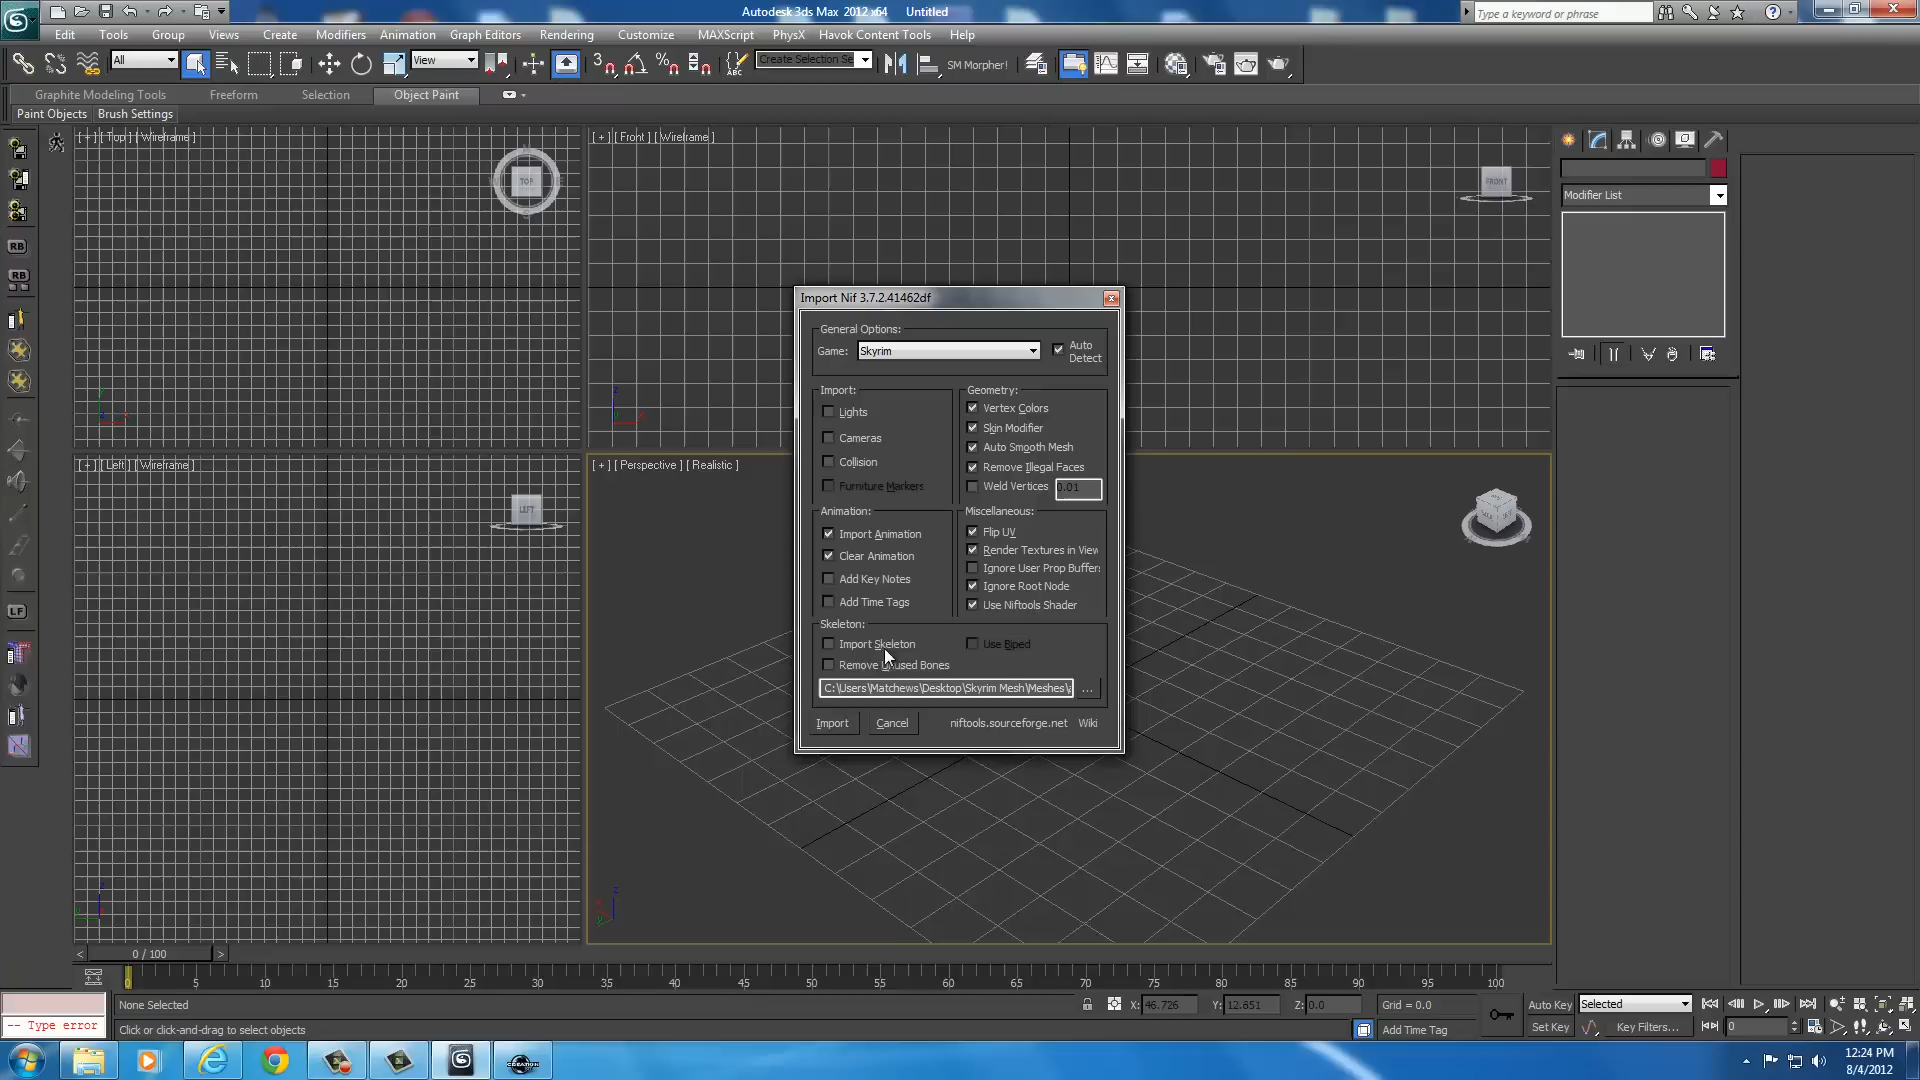 Autodesk 3ds Max 2012 x64 Untitled
Type a keyword or phrase
Edit Tools Group Views Create Modifiers Animation Graph Editors Rendering Customize MAXScript PhysX Havok Content Tools Help
All View Create Selection Se SM Morpher!
Graphite Modeling Tools Freeform Selection Object Paint
Paint Objects Brush Settings
[ + ] [ Top ] [ Wireframe ]
[ + ] [ Front ] [ Wireframe ]
TOP
FRONT
Modifier List
RB
RB
LF
Import Nif 3.7.2.41462df
General Options:
Game: Skyrim Auto Detect
Import: Geometry:
Lights Vertex Colors
Cameras Skin Modifier
Collision Auto Smooth Mesh
Furniture Markers Remove Illegal Faces
Weld Vertices 0.01
Animation: Miscellaneous:
Import Animation Flip UV
Clear Animation Render Textures in View
Add Key Notes Ignore User Prop Buffer
Add Time Tags Ignore Root Node
Use Niftools Shader
Skeleton:
Import Skeleton Use Biped
Remove Unused Bones
C:\Users\Matchews\Desktop\Skyrim Mesh\Meshes\
Import Cancel niftools.sourceforge.net Wiki
[ + ] [ Left ] [ Wireframe ]
[ + ] [ Perspective ] [ Realistic ]
LEFT
< 0 / 100 >
0 5 10 15 20 25 30 35 40 45 50 55 60 65 70 75 80 85 90 95 100
None Selected X: 46.726 Y: 12.651 Z: 0.0 Grid = 0.0 Auto Key Selected
-- Type error Click or click-and-drag to select objects Add Time Tag Set Key Key Filters... 0
CREATION
12:24 PM
8/4/2012